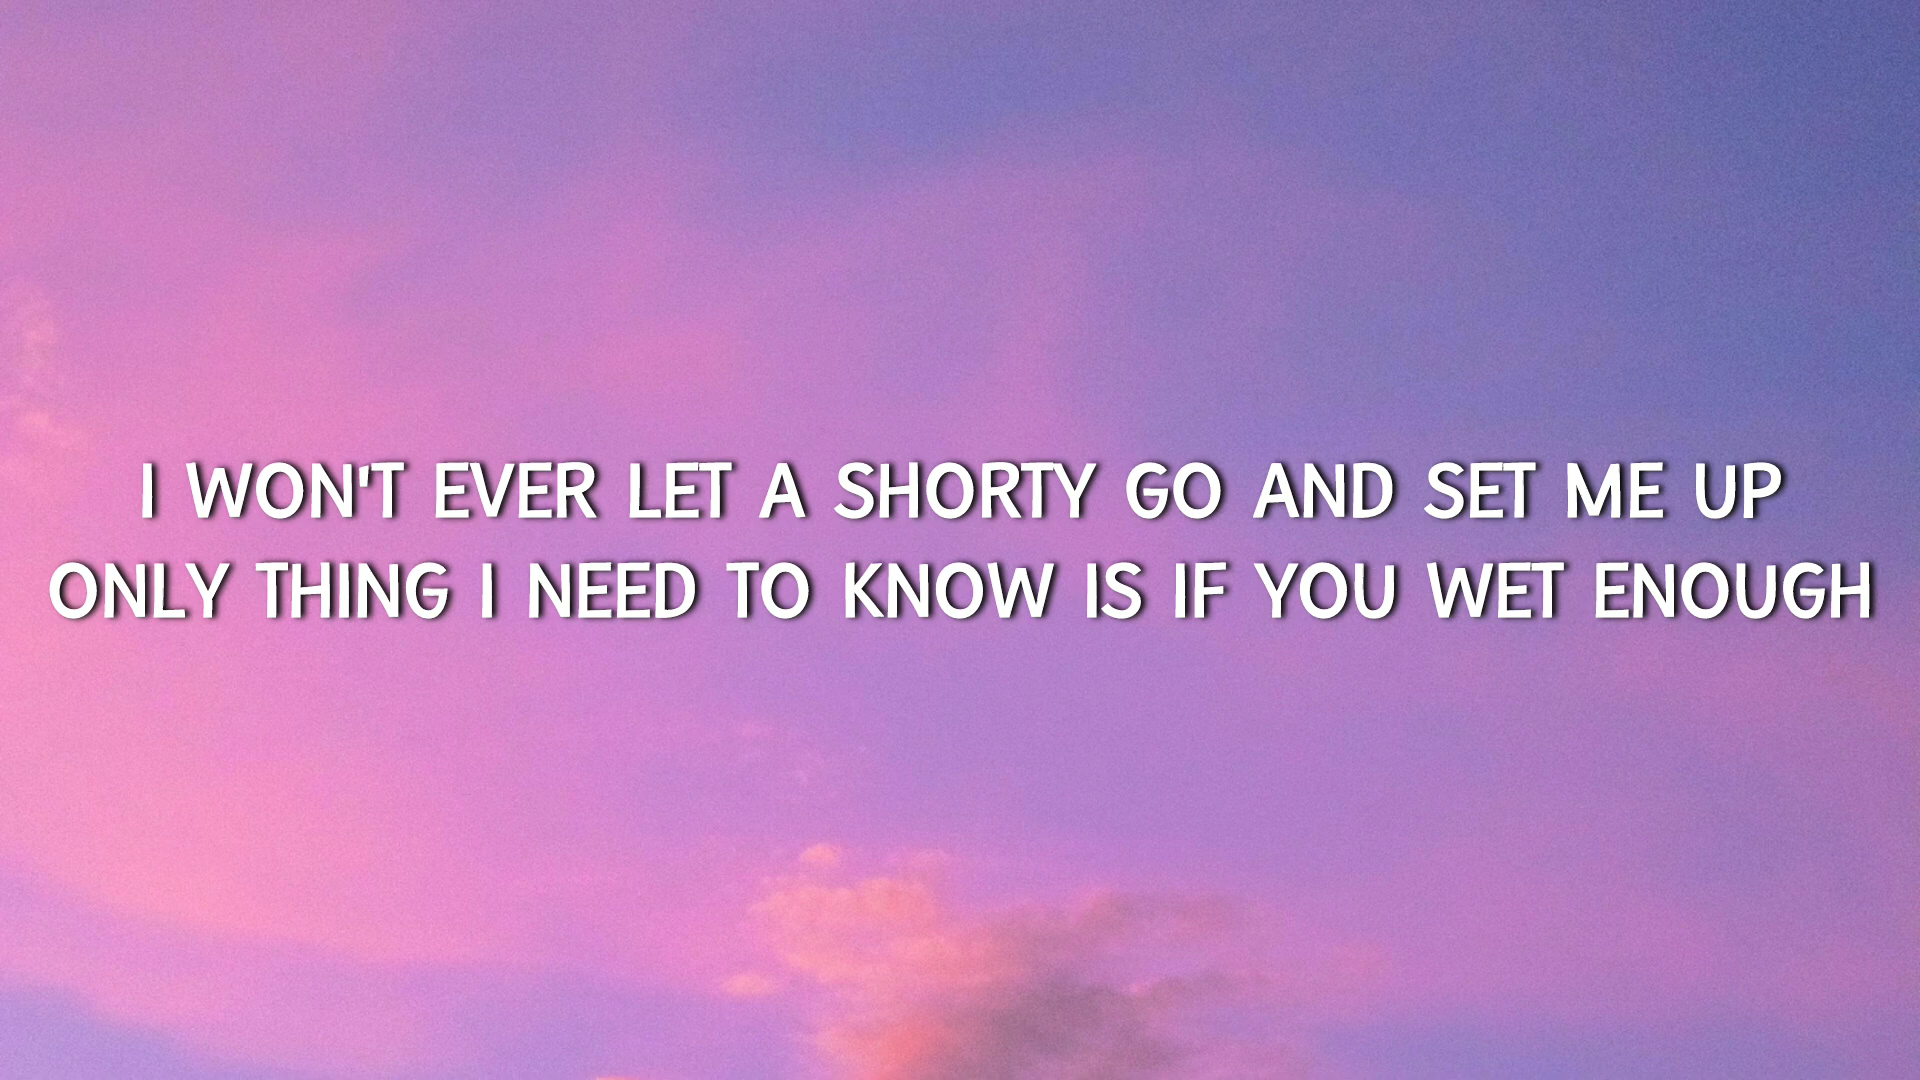 I WON'T EVER LET A SHORTY GO AND SET ME UP
ONLY THING I NEED TO KNOW IS IF YOU WET ENOUGH